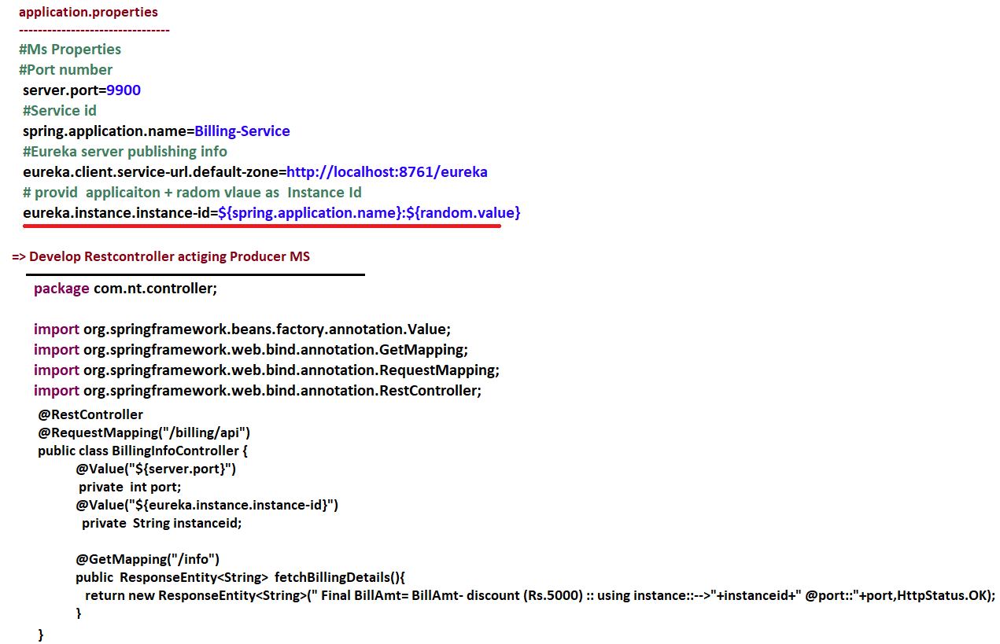 application.properties
--------------------------------
#Ms Properties
#Port number
server.port=9900
#Service id
spring.application.name=Billing-Service
#Eureka server publishing info
eureka.client.service-url.default-zone=http://localhost:8761/eureka
# provid  applicaiton + radom vlaue as  Instance Id
eureka.instance.instance-id=${spring.application.name}:${random.value}
=> Develop Restcontroller actiging Producer MS
package com.nt.controller;
import org.springframework.beans.factory.annotation.Value;
import org.springframework.web.bind.annotation.GetMapping;
import org.springframework.web.bind.annotation.RequestMapping;
import org.springframework.web.bind.annotation.RestController;
@RestController
@RequestMapping("/billing/api")
public class BillingInfoController {
@Value("${server.port}")
private  int port;
@Value("${eureka.instance.instance-id}")
private  String instanceid;
@GetMapping("/info")
public  ResponseEntity<String>  fetchBillingDetails(){
return new ResponseEntity<String>(" Final BillAmt= BillAmt- discount (Rs.5000) :: using instance::-->"+instanceid+" @port::"+port,HttpStatus.OK);
}
}